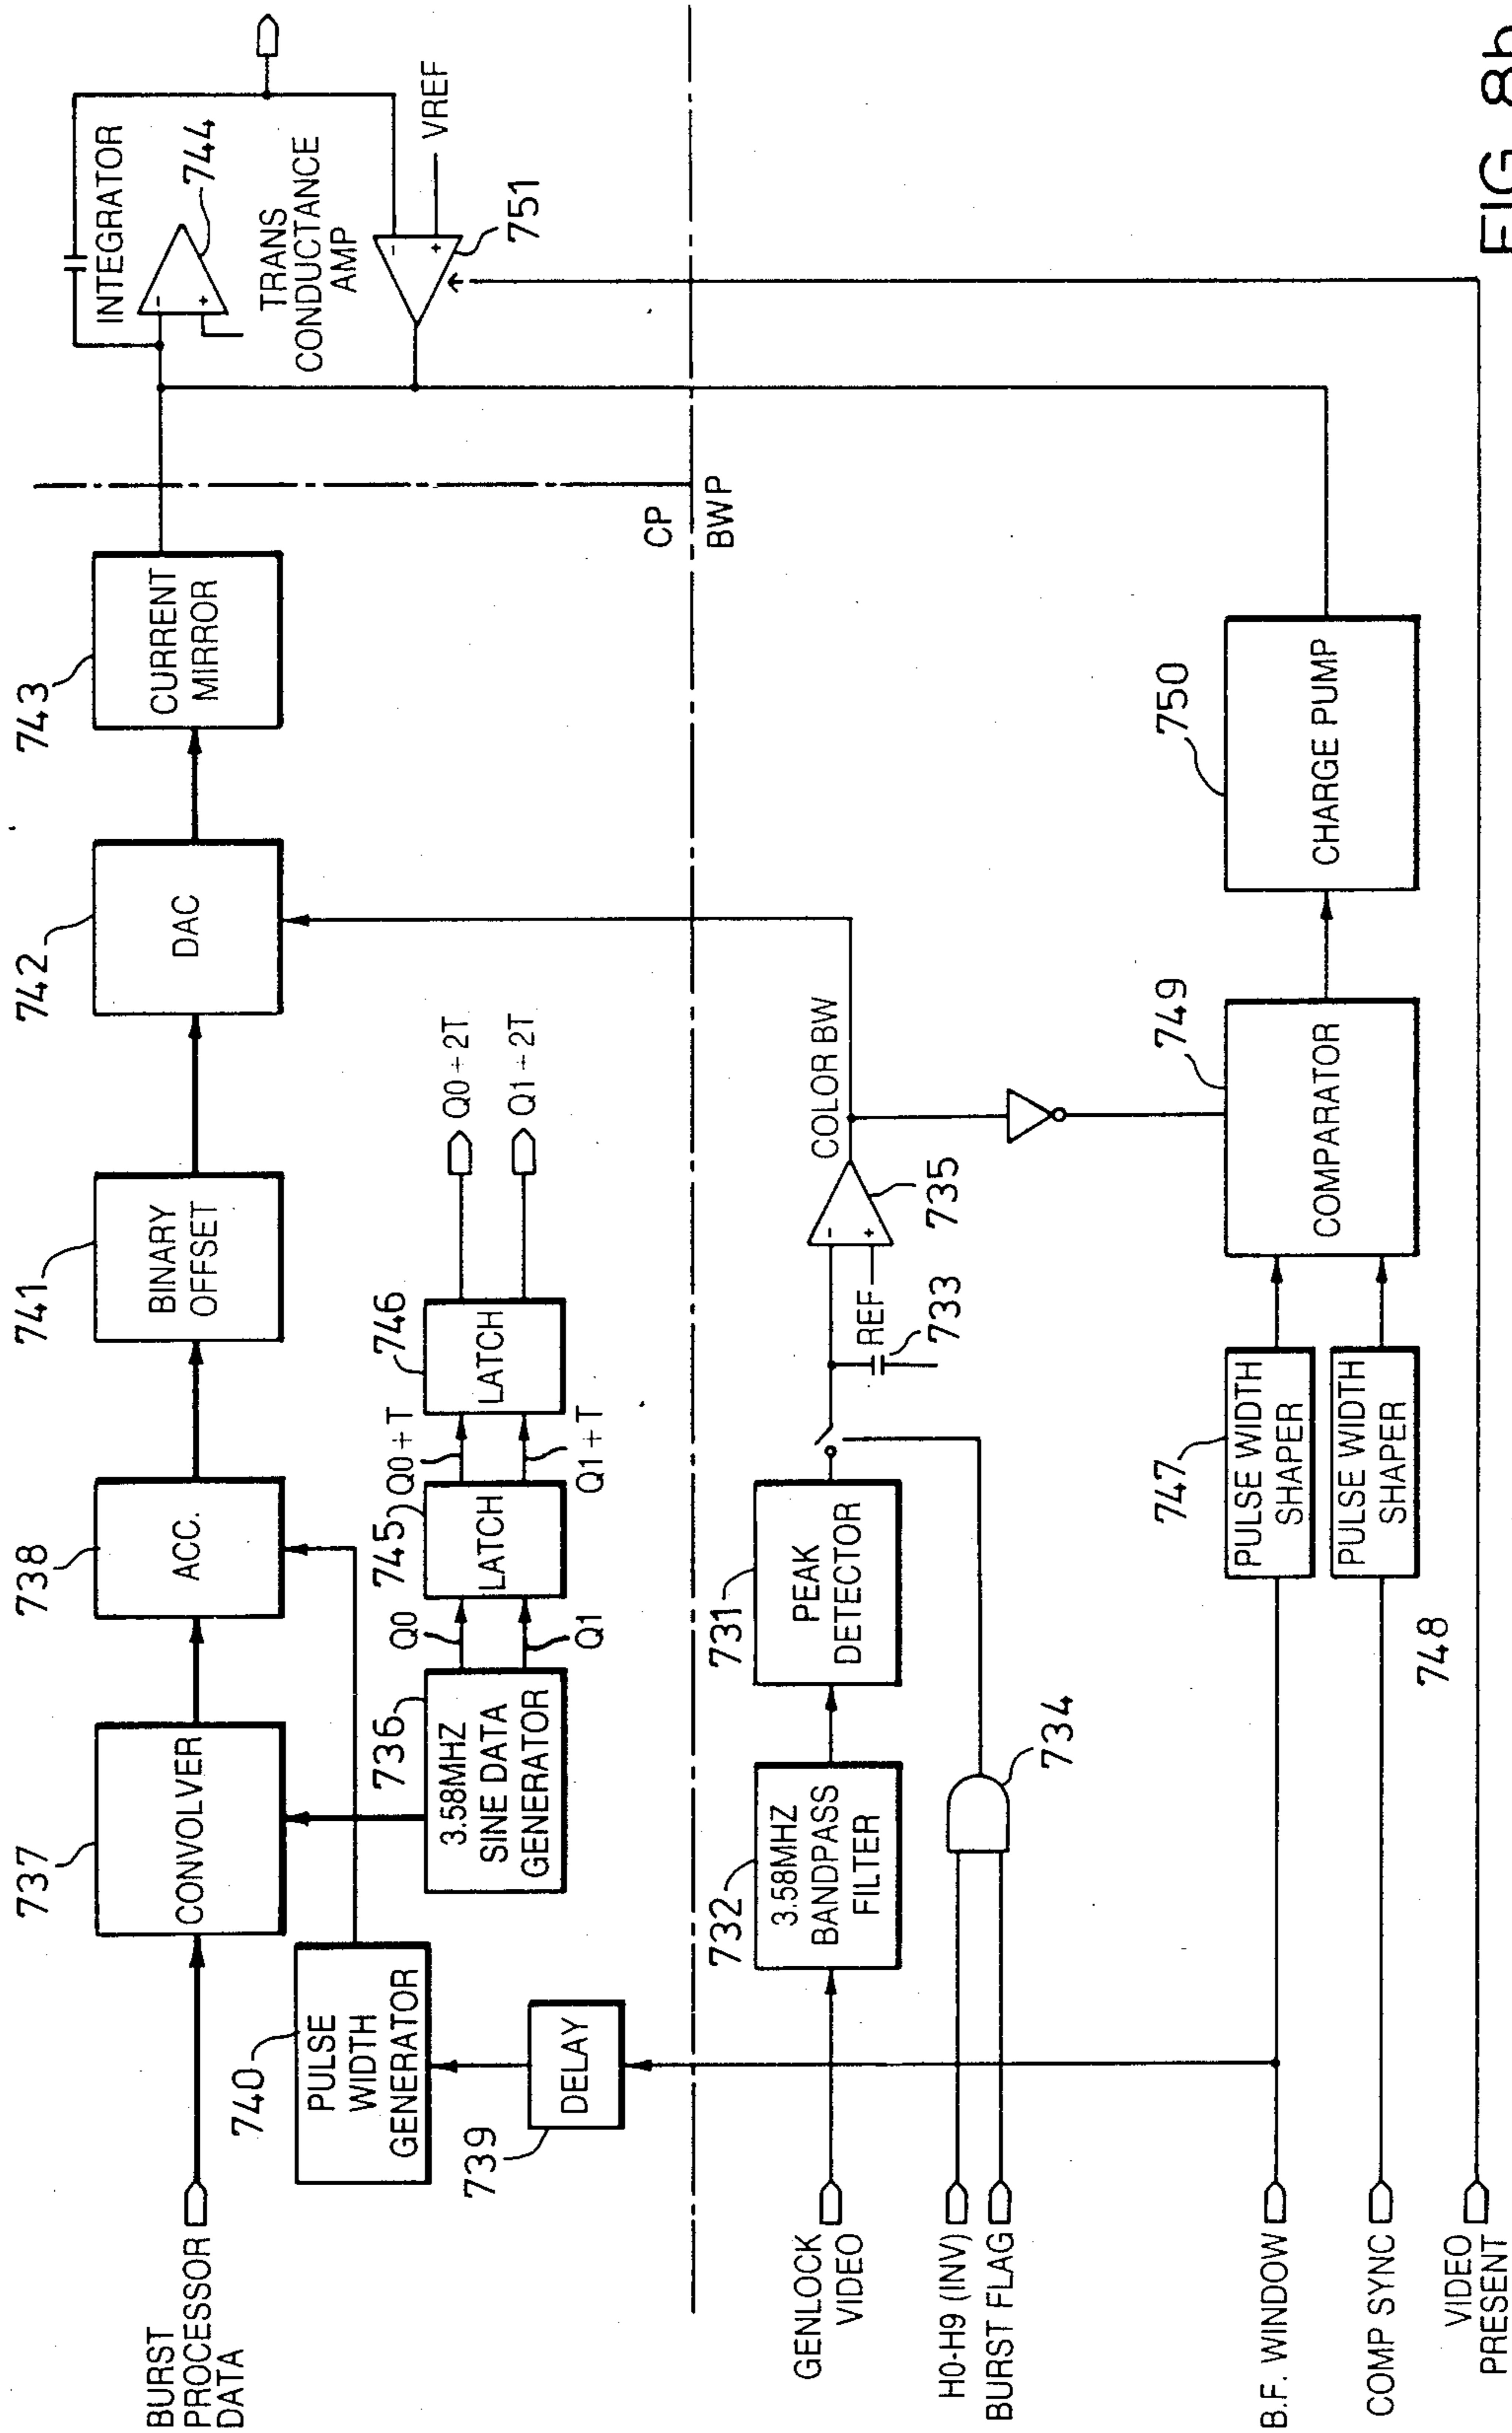 BURST
PROCESSOR
DATA
737
CONVOLVER
738
ACC.
741
BINARY
OFFSET
742
DAC
743
CURRENT
MIRROR
INTEGRATOR
-
+
744
TRANS
CONDUCTANCE
AMP
-
+
VREF
751
740
PULSE
WIDTH
GENERATOR
739
DELAY
736
3.58MHZ
SINE DATA
GENERATOR
Q0
Q1
745
LATCH
Q0+T
Q1+T
746
LATCH
Q0+2T
Q1+2T
CP
BWP
GENLOCK
VIDEO
732
3.58MHZ
BANDPASS
FILTER
731
PEAK
DETECTOR
REF
733
-
+
735
COLOR BW
H0-H9 (INV)
BURST FLAG
734
B.F. WINDOW
COMP SYNC
VIDEO
PRESENT
747
PULSE WIDTH
SHAPER
PULSE WIDTH
SHAPER
748
749
COMPARATOR
750
CHARGE PUMP
FIG. 8b